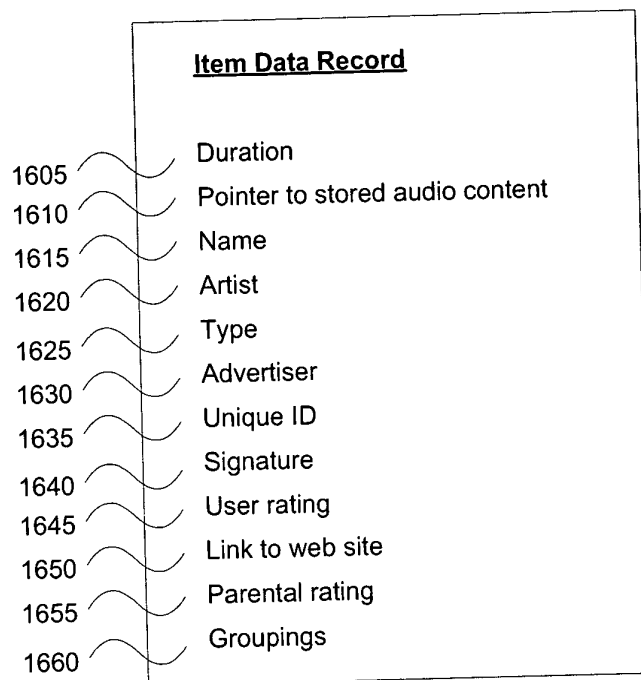 Item Data Record
1605 Duration
1610 Pointer to stored audio content
1615 Name
1620 Artist
1625 Type
1630 Advertiser
1635 Unique ID
1640 Signature
1645 User rating
1650 Link to web site
1655 Parental rating
1660 Groupings